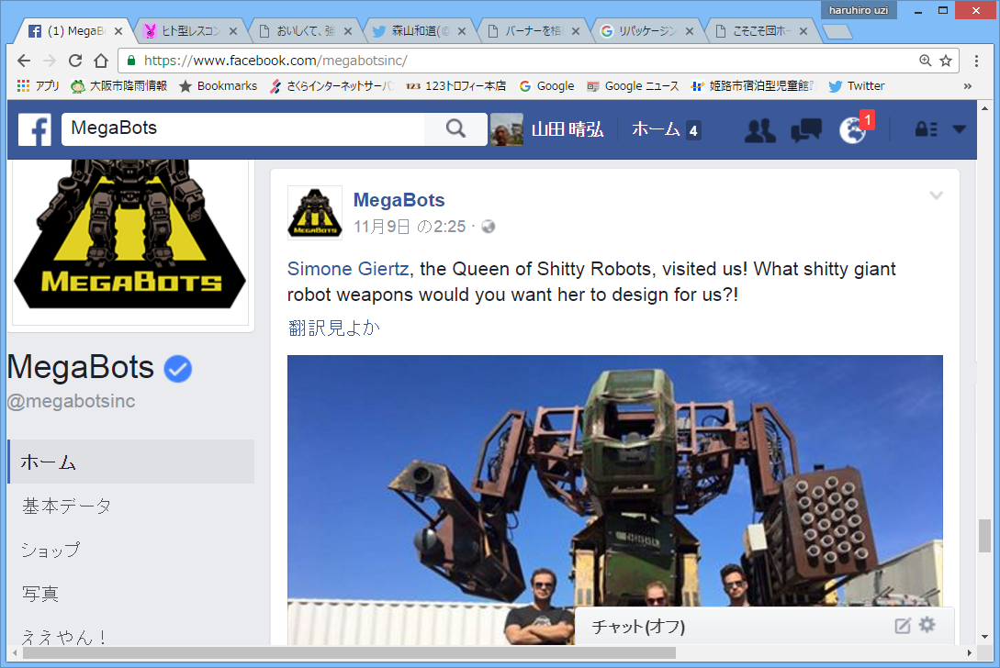 haruhiro uzi
(1) MegaB
ヒト型レスコン
おいしくて、強
森山和道(@
バーナーを格
リパッケージン
こそこそ団ホー
https://www.facebook.com/megabotsinc/
アプリ
大阪市降雨情報
Bookmarks
さくらインターネットサーバ
123トロフィー本店
Google
Google ニュース
姫路市宿泊型児童館
Twitter
»
MegaBots
山田 晴弘
ホーム 4
1
MEGABOTS
MegaBots
@megabotsinc
ホーム
基本データ
ショップ
写真
ええやん！
MEGABOTS
MegaBots
11月9日 の2:25 ·
Simone Giertz, the Queen of Shitty Robots, visited us! What shitty giant
robot weapons would you want her to design for us?!
翻訳見よか
チャット(オフ)